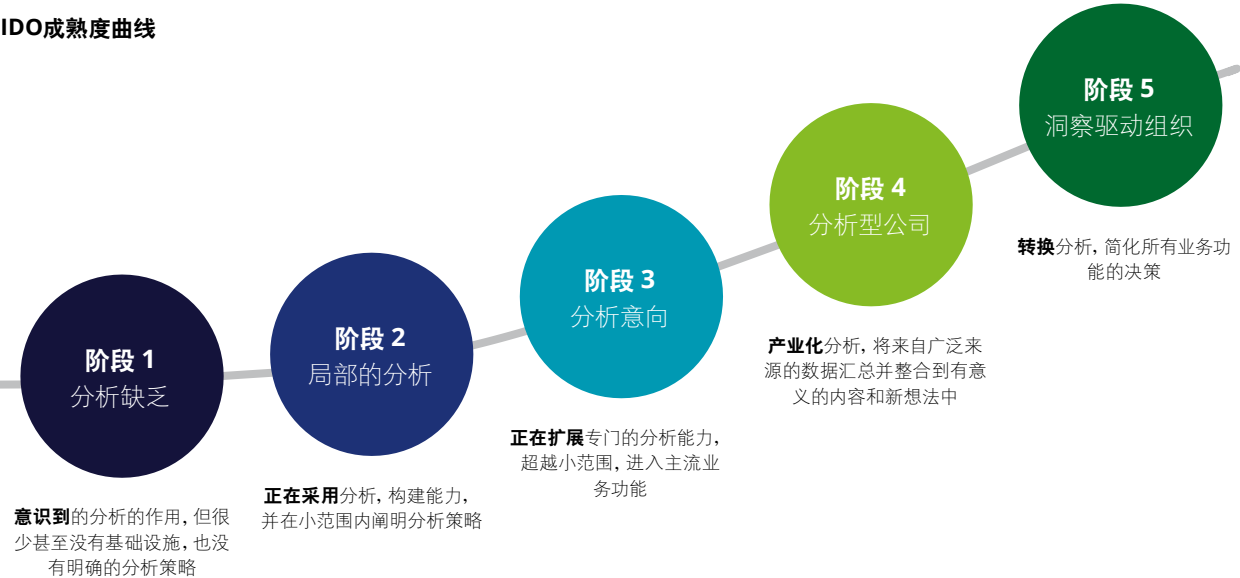 IDO成熟度曲线
阶段 1
分析缺乏
意识到的分析的作用, 但很
少甚至没有基础设施, 也没
有明确的分析策略
阶段 2
局部的分析
正在采用分析, 构建能力,
并在小范围内阐明分析策略
阶段 3
分析意向
正在扩展专门的分析能力,
超越小范围, 进入主流业
务功能
阶段 4
分析型公司
产业化分析, 将来自广泛来
源的数据汇总并整合到有意
义的内容和新想法中
阶段 5
洞察驱动组织
转换分析, 简化所有业务功
能的决策